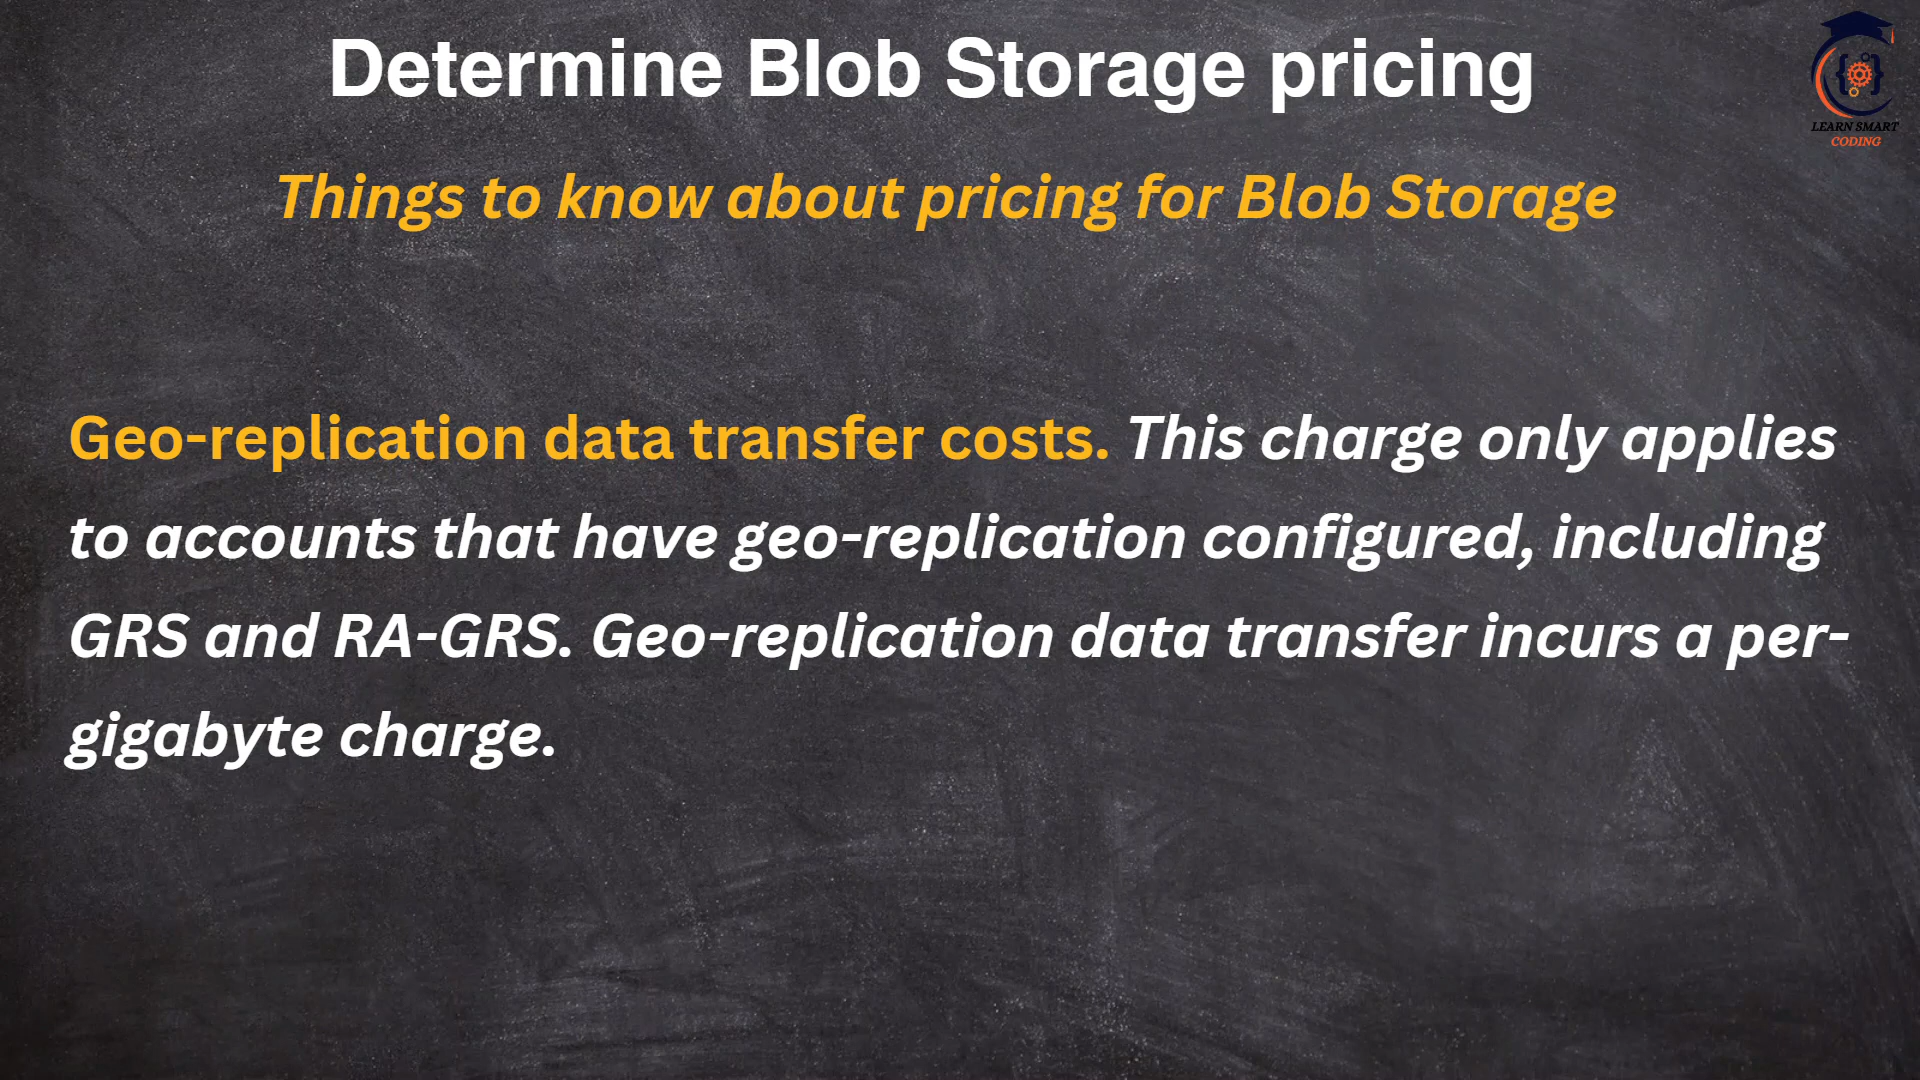 Determine Blob Storage pricing
LEARN SMART
CODING
Things to know about pricing for Blob Storage
Geo-replication data transfer costs. This charge only applies
to accounts that have geo-replication configured, including
GRS and RA-GRS. Geo-replication data transfer incurs a per-
gigabyte charge.